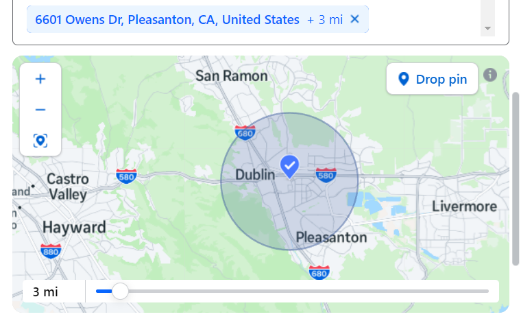 6601 Owens Dr, Pleasanton, CA, United States + 3 mi ✕
San Ramon
Drop pin
680
580
Dublin
580
Castro
Valley
and
n
o
Livermore
Hayward
Pleasanton
880
680
3 mi